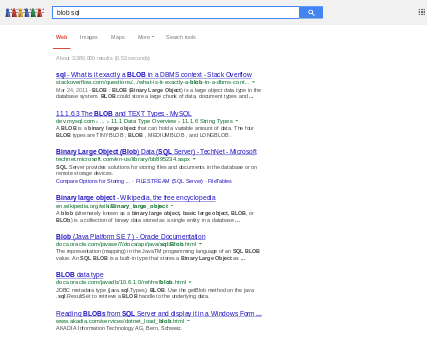 blob sql
Web Images Maps More Search tools
About 3,380,000 results (0.53 seconds)
sql - What is it exactly a BLOB in a DBMS context - Stack Overflow
stackoverflow.com/questions/.../what-is-it-exactly-a-blob-in-a-dbms-cont...
Mar 24, 2011 - BLOB : BLOB (Binary Large Object) is a large object data type in the
database system. BLOB could store a large chunk of data, document types and ...
11.1.6.3 The BLOB and TEXT Types - MySQL
dev.mysql.com › ... › 11.1 Data Type Overview › 11.1.6 String Types
A BLOB is a binary large object that can hold a variable amount of data. The four
BLOB types are TINYBLOB , BLOB , MEDIUMBLOB , and LONGBLOB .
Binary Large Object (Blob) Data (SQL Server) - TechNet - Microsoft
technet.microsoft.com/en-us/library/bb895234.aspx
SQL Server provides solutions for storing files and documents in the database or on
remote storage devices.
Compare Options for Storing ... - FILESTREAM (SQL Server) - FileTables
Binary large object - Wikipedia, the free encyclopedia
en.wikipedia.org/wiki/Binary_large_object
A blob (alternately known as a binary large object, basic large object, BLOB, or
BLOb) is a collection of binary data stored as a single entity in a database ...
Blob (Java Platform SE 7 ) - Oracle Documentation
docs.oracle.com/javase/7/docs/api/java/sql/Blob.html
The representation (mapping) in the JavaTM programming language of an SQL BLOB
value. An SQL BLOB is a built-in type that stores a Binary Large Object as ...
BLOB data type
docs.oracle.com/javadb/10.6.1.0/ref/rrefblob.html
JDBC metadata type (java.sql.Types). BLOB. Use the getBlob method on the java
.sql.ResultSet to retrieve a BLOB handle to the underlying data.
Reading BLOBs from SQL Server and display it in a Windows Form ...
www.akadia.com/services/dotnet_load_blob.html
AKADIA Information Technology AG, Bern, Schweiz.